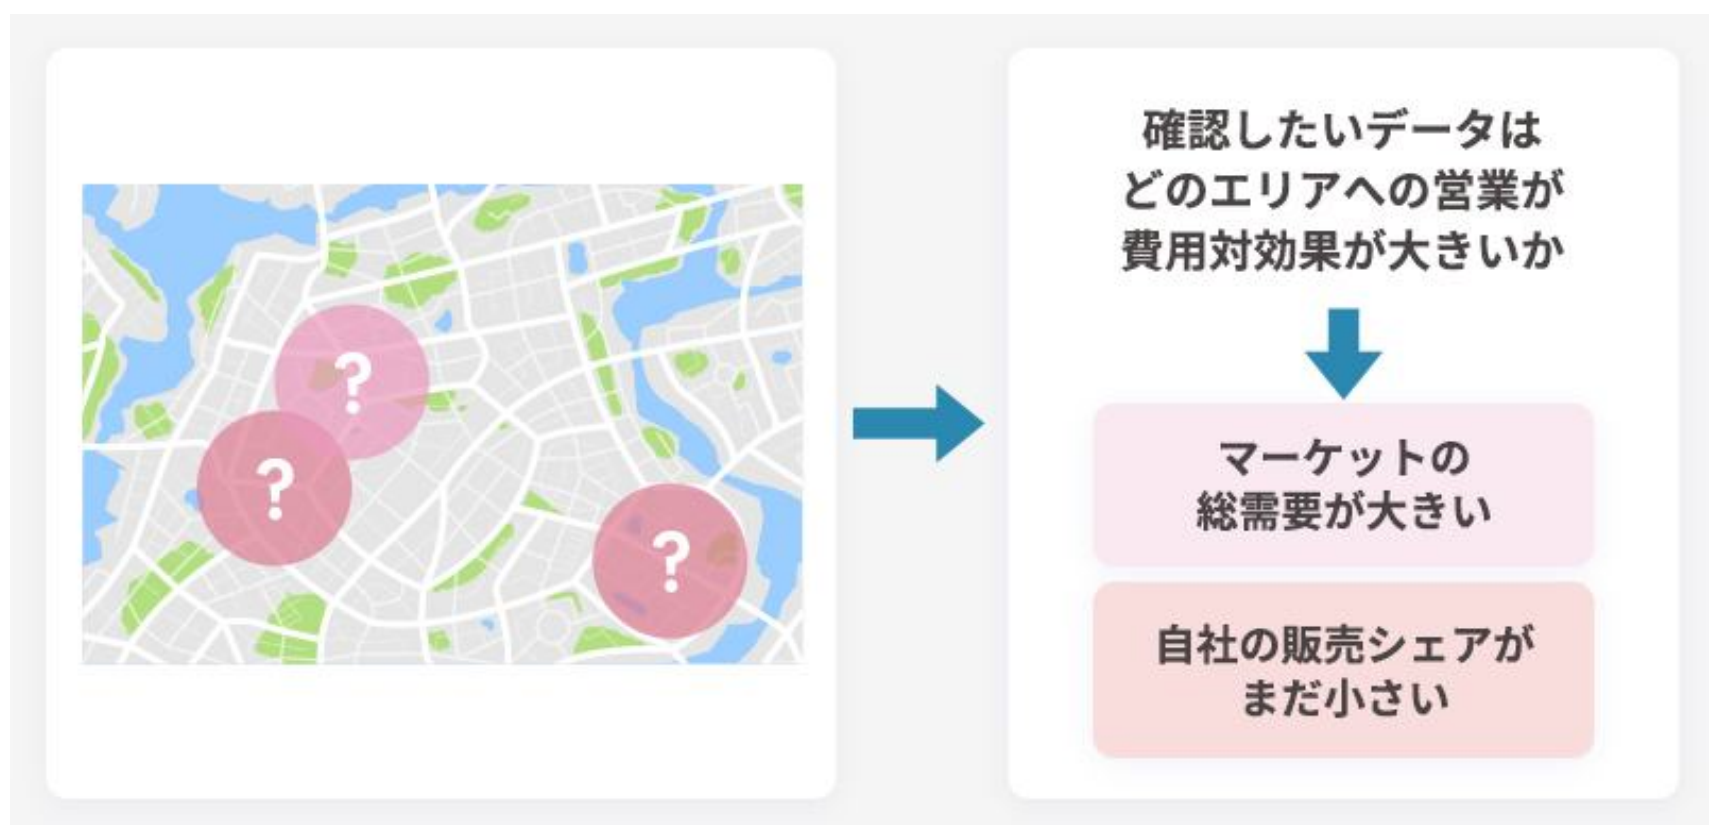 ?
?
?
確認したいデータは
どのエリアへの営業が
費用対効果が大きいか
マーケットの
総需要が大きい
自社の販売シェアが
まだ小さい